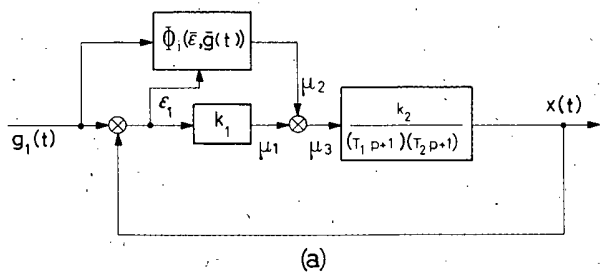 Φ_i(ε̄, ḡ(t))
μ_2
ε_1
k_1
k_2
x(t)
g_1(t)
μ_1
μ_3
(T_1 p+1)(T_2 p+1)
(a)